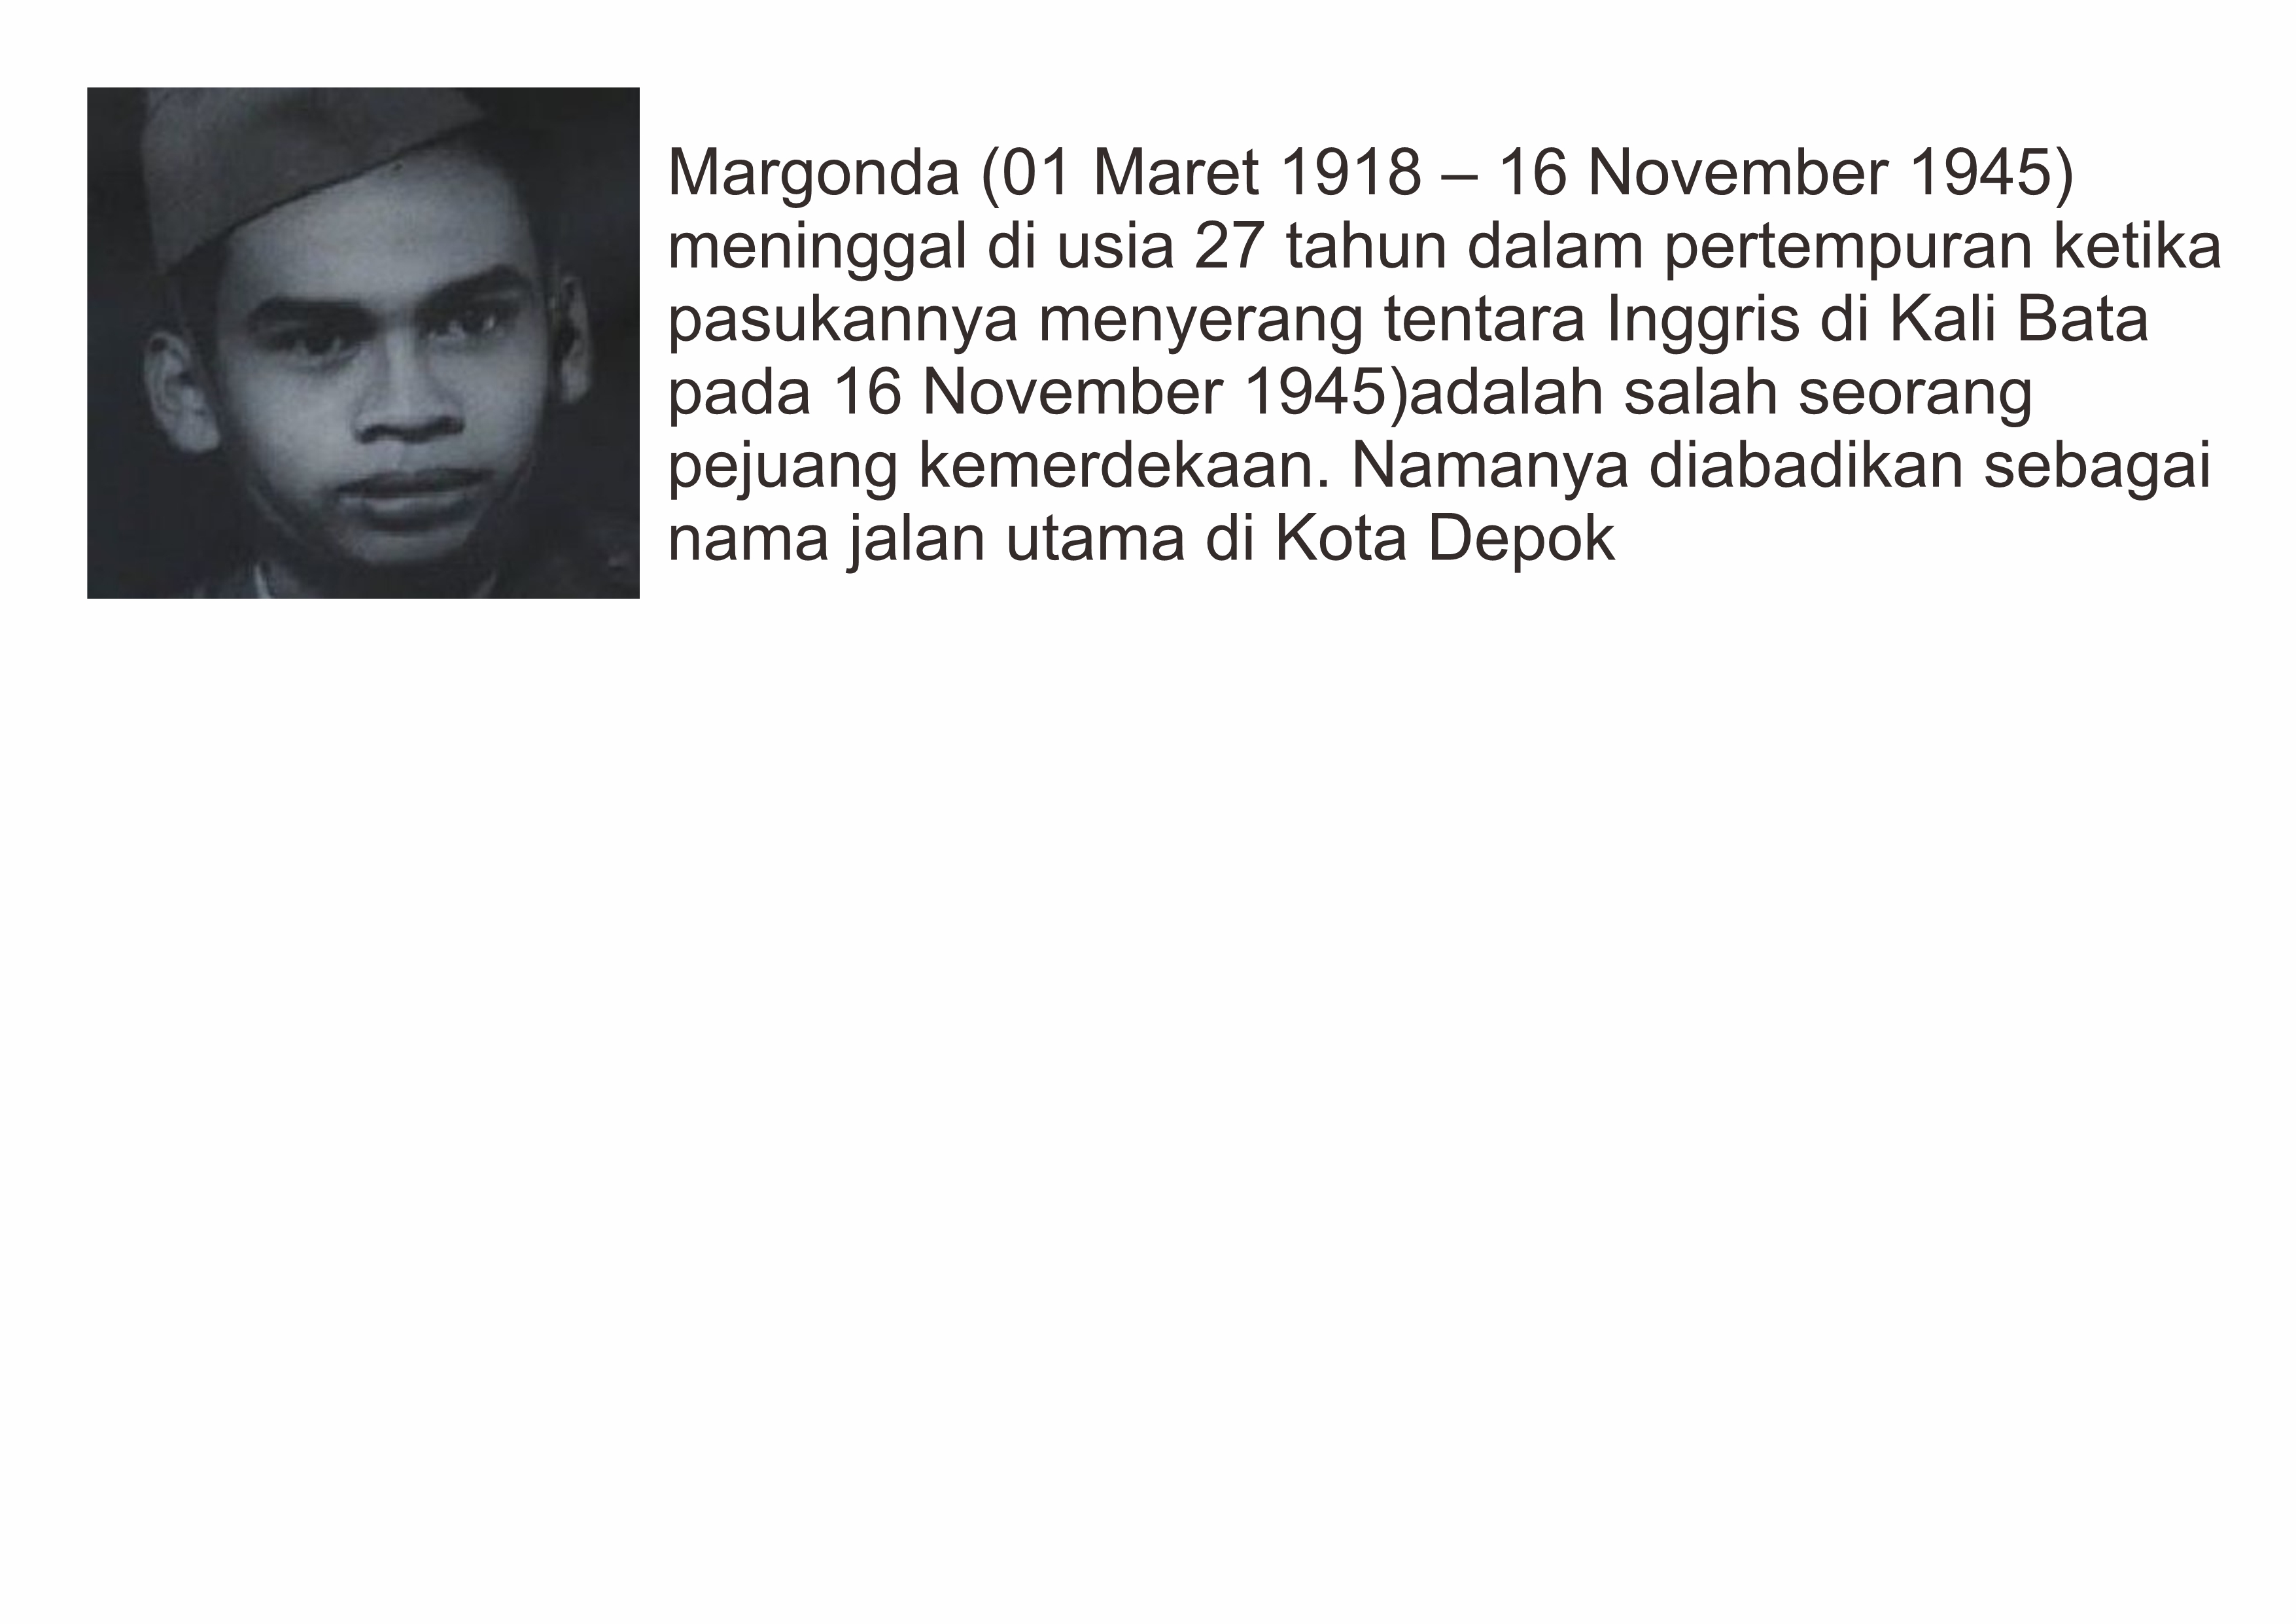 Margonda (01 Maret 1918 – 16 November 1945)
meninggal di usia 27 tahun dalam pertempuran ketika
pasukannya menyerang tentara Inggris di Kali Bata
pada 16 November 1945)adalah salah seorang
pejuang kemerdekaan. Namanya diabadikan sebagai
nama jalan utama di Kota Depok